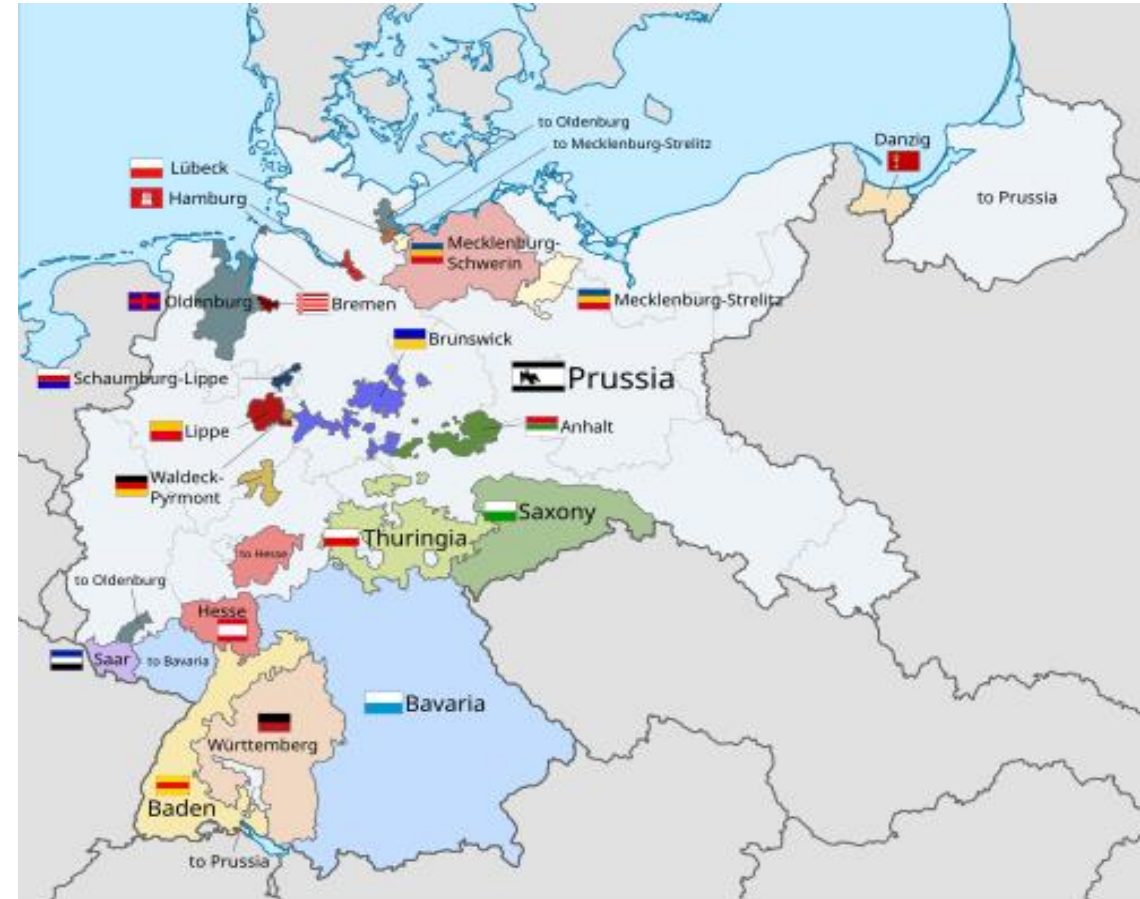 to Oldenburg
to Mecklenburg-Strelitz
Danzig
Lübeck
Hamburg
to Prussia
Mecklenburg-
Schwerin
Oldenburg
Bremen
Mecklenburg-Strelitz
Brunswick
Schaumburg-Lippe
Prussia
Lippe
Anhalt
Waldeck-
Pyrmont
Saxony
Thuringia
to Hesse
to Oldenburg
Hesse
Saar
to Bavaria
Bavaria
Württemberg
Baden
to Prussia